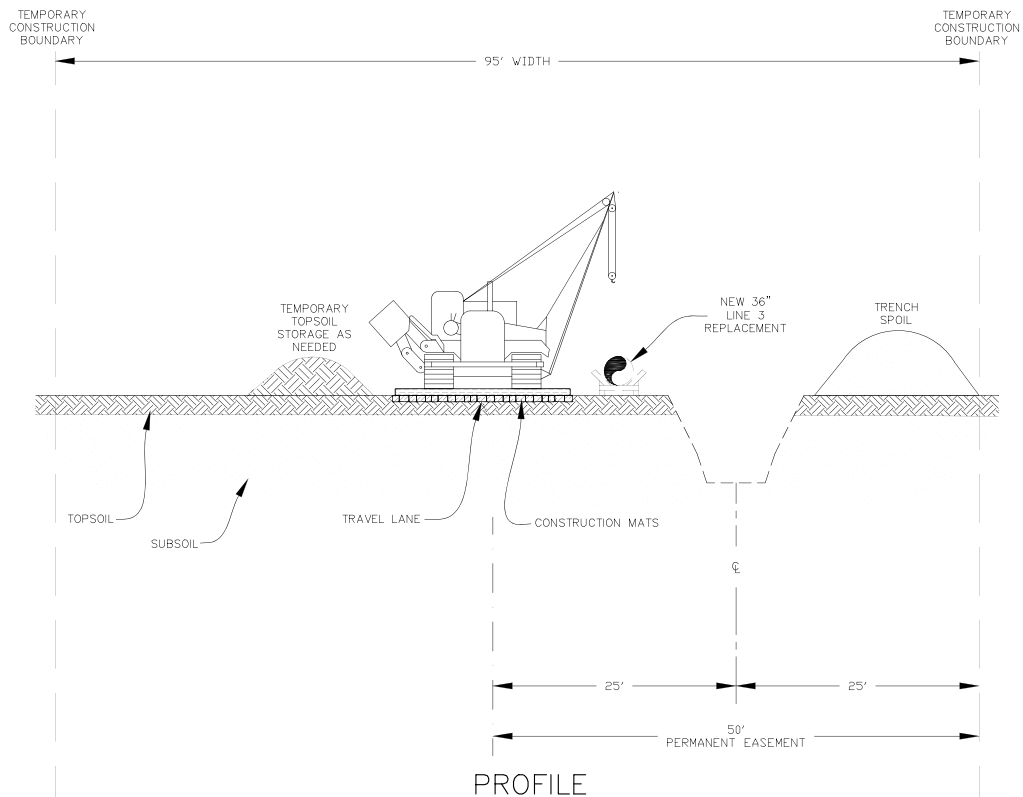 TEMPORARY
CONSTRUCTION
BOUNDARY
TEMPORARY
CONSTRUCTION
BOUNDARY
95' WIDTH
TEMPORARY
TOPSOIL
STORAGE AS
NEEDED
NEW 36"
LINE 3
REPLACEMENT
TRENCH
SPOIL
TOPSOIL
SUBSOIL
TRAVEL LANE
CONSTRUCTION MATS
℄
25'
25'
50'
PERMANENT EASEMENT
PROFILE